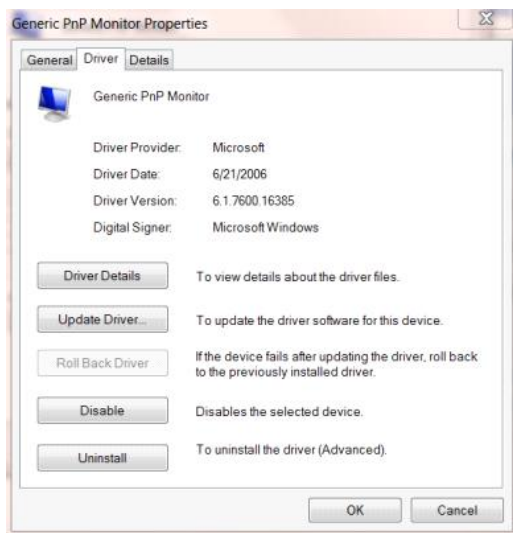 Generic PnP Monitor Properties
General Driver Details
Generic PnP Monitor
Driver Provider: Microsoft
Driver Date: 6/21/2006
Driver Version: 6.1.7600.16385
Digital Signer: Microsoft Windows
Driver Details To view details about the driver files.
Update Driver... To update the driver software for this device.
Roll Back Driver If the device fails after updating the driver, roll back
to the previously installed driver.
Disable Disables the selected device.
Uninstall To uninstall the driver (Advanced).
OK Cancel